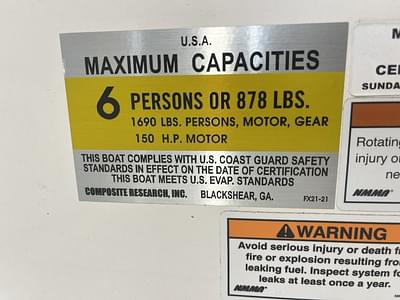 U.S.A.
MAXIMUM CAPACITIES
6 PERSONS OR 878 LBS.
1690 LBS. PERSONS, MOTOR, GEAR
150 H.P. MOTOR
THIS BOAT COMPLIES WITH U.S. COAST GUARD SAFETY
STANDARDS IN EFFECT ON THE DATE OF CERTIFICATION
THIS BOAT MEETS U.S. EVAP. STANDARDS
COMPOSITE RESEARCH, INC. BLACKSHEAR, GA. FX21-21
M
CE
SUNDA
Rotating
injury o
ne
NMMA
WARNING
Avoid serious injury or death f
fire or explosion resulting fro
leaking fuel. Inspect system fo
leaks at least once a year.
NMMA